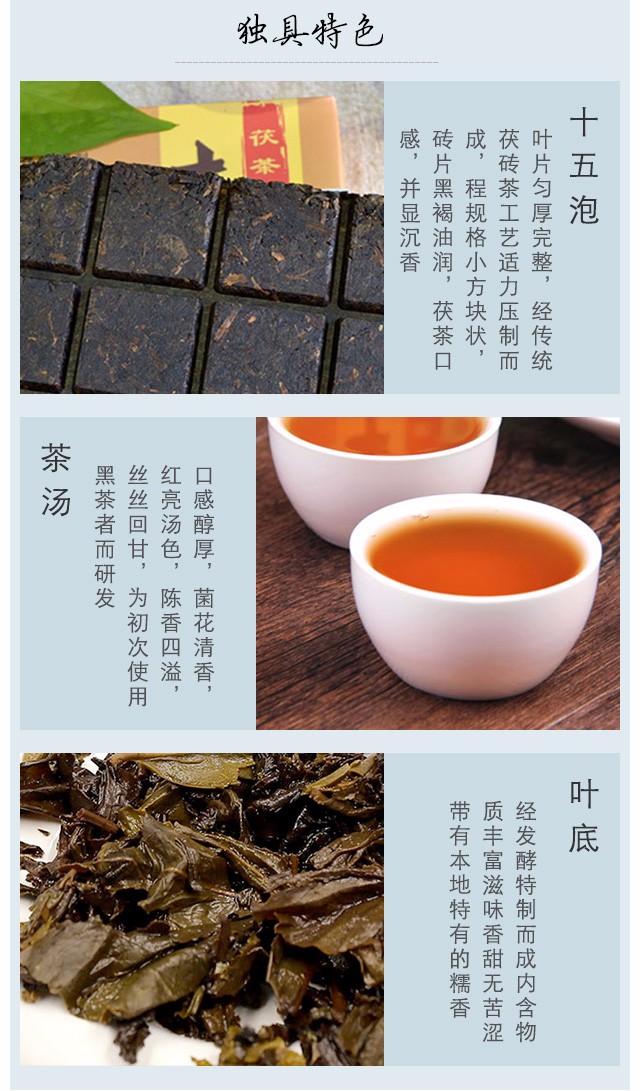 独具特色
茯茶
十五泡
叶片匀厚完整，经传统
茯砖茶工艺适力压制而
成，程规格小方块状，
砖片黑褐油润，茯茶口
感，并显沉香
茶汤
口感醇厚，菌花清香，
红亮汤色，陈香四溢，
丝丝回甘，为初次使用
黑茶者而研发
叶底
经发酵特制而成内含物
质丰富滋味香甜无苦涩
带有本地特有的糯香